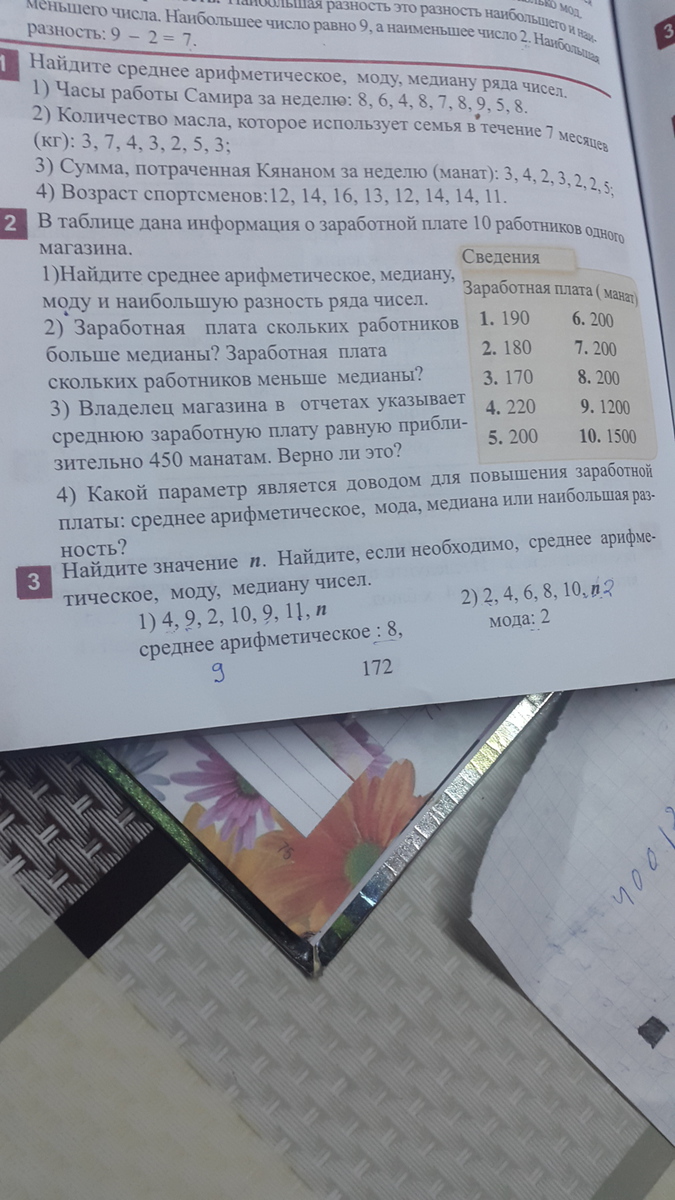 меньшего числа. Наибольшее число равно 9, а наименьшее число 2. Наибольшая
разность: 9 − 2 = 7.
3
1
Найдите среднее арифметическое, моду, медиану ряда чисел.
1) Часы работы Самира за неделю: 8, 6, 4, 8, 7, 8, 9, 5, 8.
2) Количество масла, которое использует семья в течение 7 месяцев
(кг): 3, 7, 4, 3, 2, 5, 3;
3) Сумма, потраченная Кянаном за неделю (манат): 3, 4, 2, 3, 2, 2, 5;
4) Возраст спортсменов:12, 14, 16, 13, 12, 14, 14, 11.
2 В таблице дана информация о заработной плате 10 работников одного
магазина.
1)Найдите среднее арифметическое, медиану,
моду и наибольшую разность ряда чисел.
2) Заработная плата скольких работников
больше медианы? Заработная плата
скольких работников меньше медианы?
3) Владелец магазина в отчетах указывает
среднюю заработную плату равную прибли-
зительно 450 манатам. Верно ли это?
Сведения
Заработная плата ( манат)
1. 190 6. 200
2. 180 7. 200
3. 170 8. 200
4. 220 9. 1200
5. 200 10. 1500
4) Какой параметр является доводом для повышения заработной
платы: среднее арифметическое, мода, медиана или наибольшая раз-
ность?
3 Найдите значение n. Найдите, если необходимо, среднее арифме-
тическое, моду, медиану чисел.
1) 4, 9, 2, 10, 9, 11, n
среднее арифметическое : 8,
2) 2, 4, 6, 8, 10, n 2
мода: 2
9
172